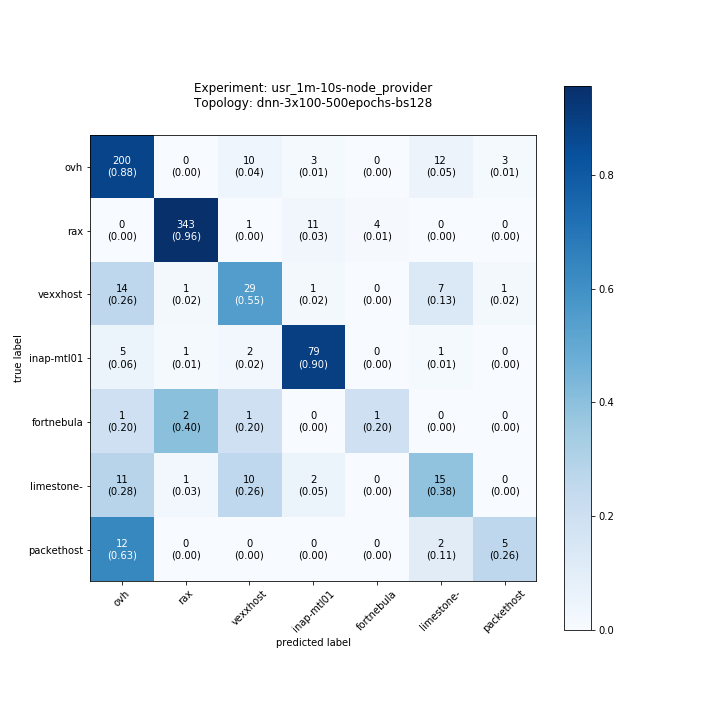 Experiment: usr_1m-10s-node_provider
Topology: dnn-3x100-500epochs-bs128
ovh 200 0 10 3 0 12 3
(0.88) (0.00) (0.04) (0.01) (0.00) (0.05) (0.01)
rax 0 343 1 11 4 0 0
(0.00) (0.96) (0.00) (0.03) (0.01) (0.00) (0.00)
vexxhost 14 1 29 1 0 7 1
(0.26) (0.02) (0.55) (0.02) (0.00) (0.13) (0.02)
inap-mtl01 5 1 2 79 0 1 0
(0.06) (0.01) (0.02) (0.90) (0.00) (0.01) (0.00)
fortnebula 1 2 1 0 1 0 0
(0.20) (0.40) (0.20) (0.00) (0.20) (0.00) (0.00)
limestone- 11 1 10 2 0 15 0
(0.28) (0.03) (0.26) (0.05) (0.00) (0.38) (0.00)
packethost 12 0 0 0 0 2 5
(0.63) (0.00) (0.00) (0.00) (0.00) (0.11) (0.26)
true label
ovh rax vexxhost inap-mtl01 fortnebula limestone- packethost
predicted label
0.8
0.6
0.4
0.2
0.0